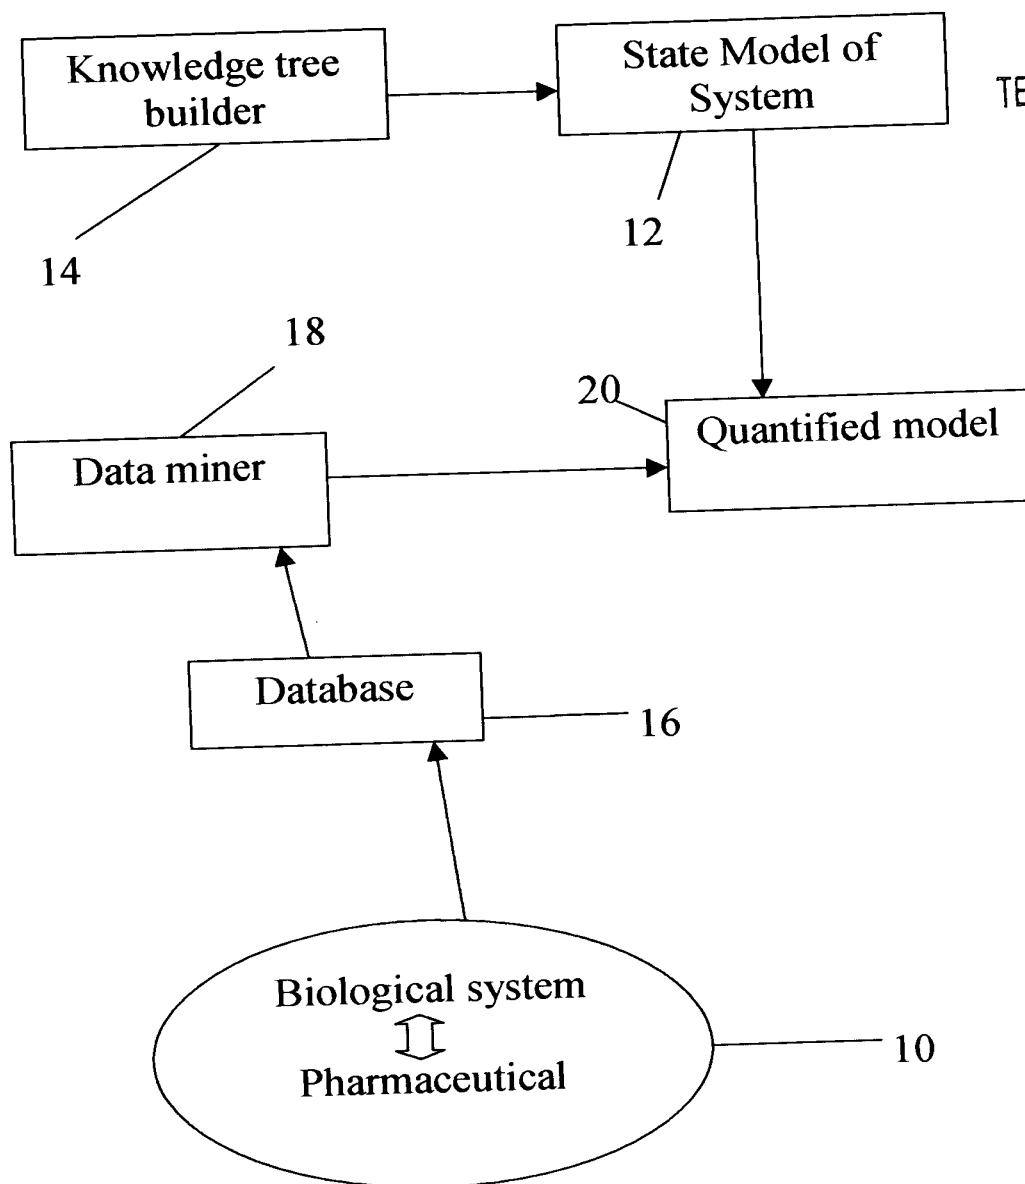 Knowledge tree
builder
State Model of
System
TE
14
12
18
20
Data miner
Quantified model
Database
16
Biological system
Pharmaceutical
10